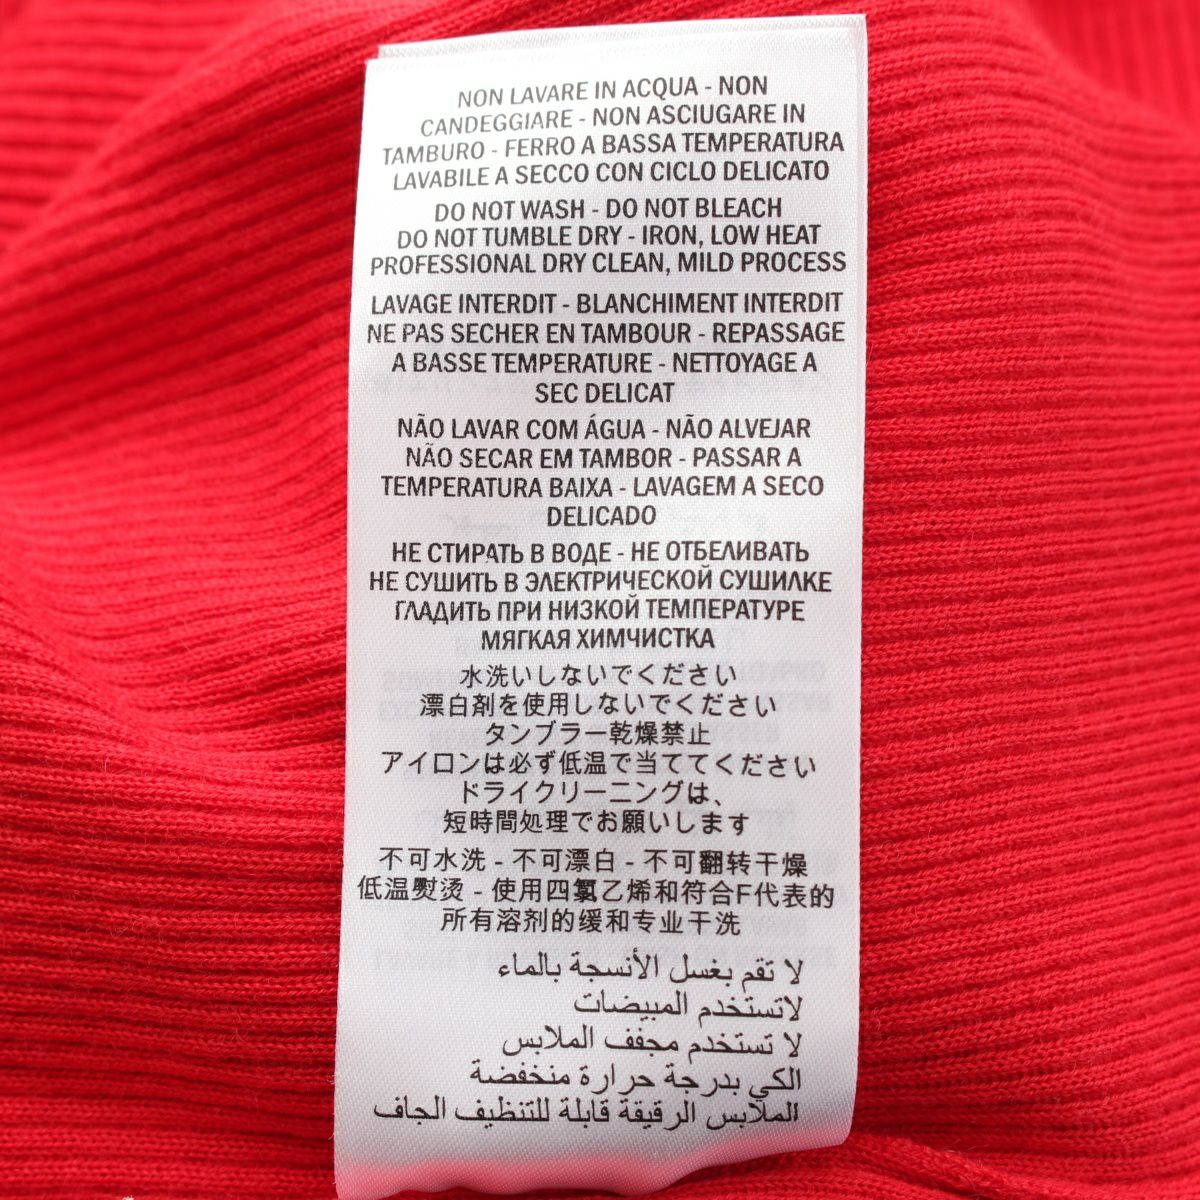 NON LAVARE IN ACQUA - NON
CANDEGGIARE - NON ASCIUGARE IN
TAMBURO - FERRO A BASSA TEMPERATURA
LAVABILE A SECCO CON CICLO DELICATO
DO NOT WASH - DO NOT BLEACH
DO NOT TUMBLE DRY - IRON, LOW HEAT
PROFESSIONAL DRY CLEAN, MILD PROCESS
LAVAGE INTERDIT - BLANCHIMENT INTERDIT
NE PAS SECHER EN TAMBOUR - REPASSAGE
A BASSE TEMPERATURE - NETTOYAGE A
SEC DELICAT
NÃO LAVAR COM ÁGUA - NÃO ALVEJAR
NÃO SECAR EM TAMBOR - PASSAR A
TEMPERATURA BAIXA - LAVAGEM A SECO
DELICADO
НЕ СТИРАТЬ В ВОДЕ - НЕ ОТБЕЛИВАТЬ
НЕ СУШИТЬ В ЭЛЕКТРИЧЕСКОЙ СУШИЛКЕ
ГЛАДИТЬ ПРИ НИЗКОЙ ТЕМПЕРАТУРЕ
МЯГКАЯ ХИМЧИСТКА
水洗いしないでください
漂白剤を使用しないでください
タンブラー乾燥禁止
アイロンは必ず低温で当ててください
ドライクリーニングは、
短時間処理でお願いします
不可水洗 - 不可漂白 - 不可翻转干燥
低温熨烫 - 使用四氯乙烯和符合F代表的
所有溶剂的缓和专业干洗
لا تقم بغسل الأنسجة بالماء
لاتستخدم المبيضات
لا تستخدم مجفف الملابس
الكي بدرجة حرارة منخفضة
الملابس الرقيقة قابلة للتنظيف الجاف